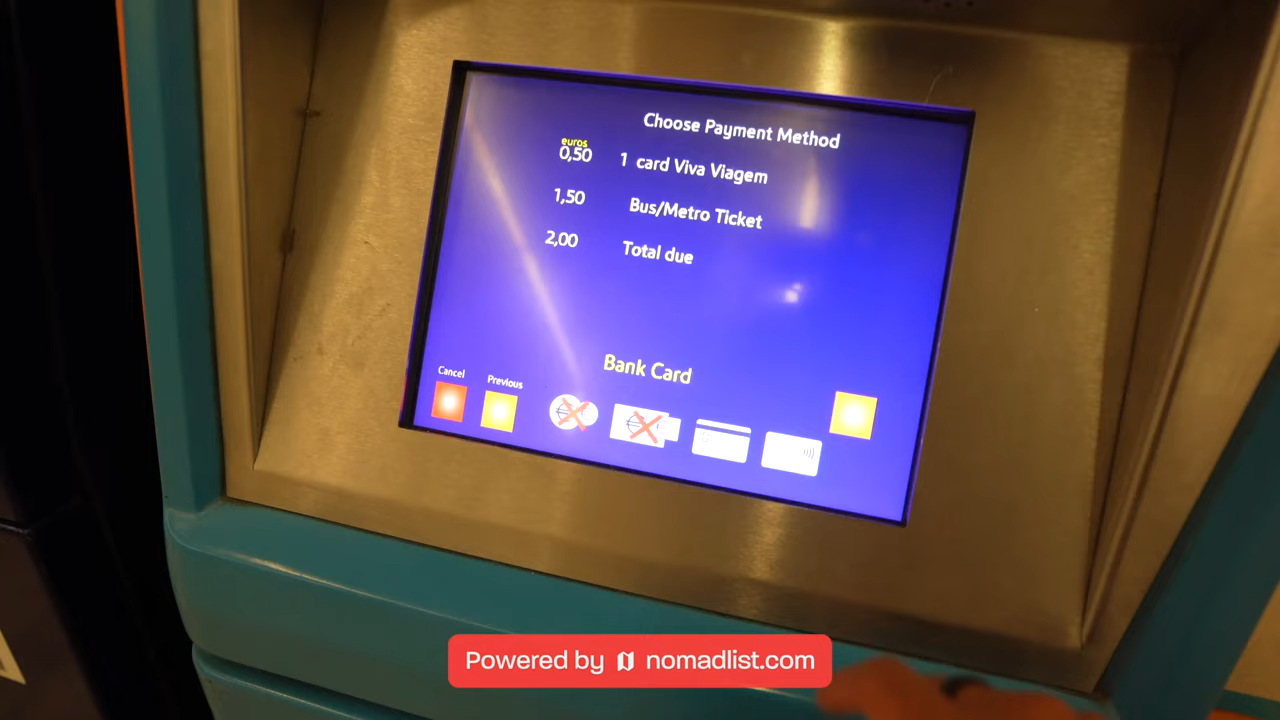 Choose Payment Method
euros
0,50 1 card Viva Viagem
1,50 Bus/Metro Ticket
2,00 Total due
Bank Card
Cancel
Previous
Powered by nomadlist.com